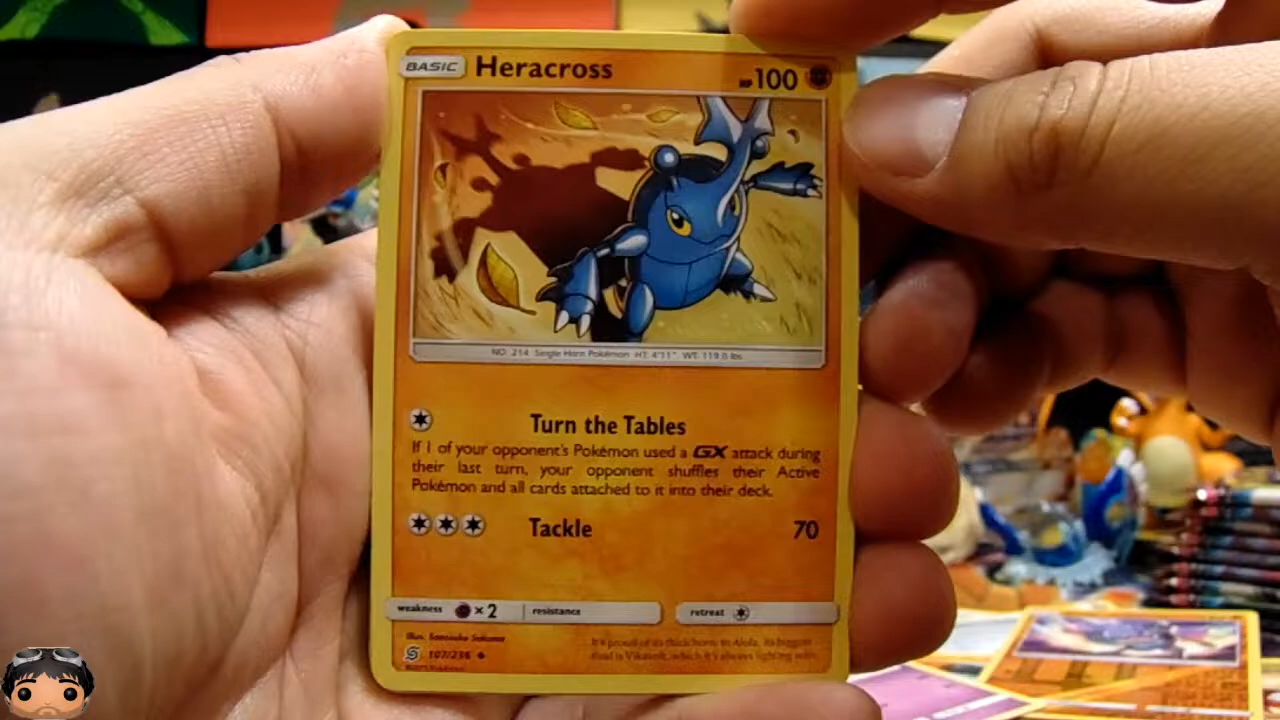 BASIC Heracross HP 100
NO. 214 Single Horn Pokémon HT: 4'11" WT: 119.0 lbs
Turn the Tables
If 1 of your opponent's Pokémon used a GX attack during
their last turn, your opponent shuffles their Active
Pokémon and all cards attached to it into their deck.
Tackle 70
weakness ×2 resistance retreat
Illus. Sanosuke Sakuma
107/236
It's proud of its thick horn. In Alola, its biggest
rival is Vikavolt, which it's always fighting with.